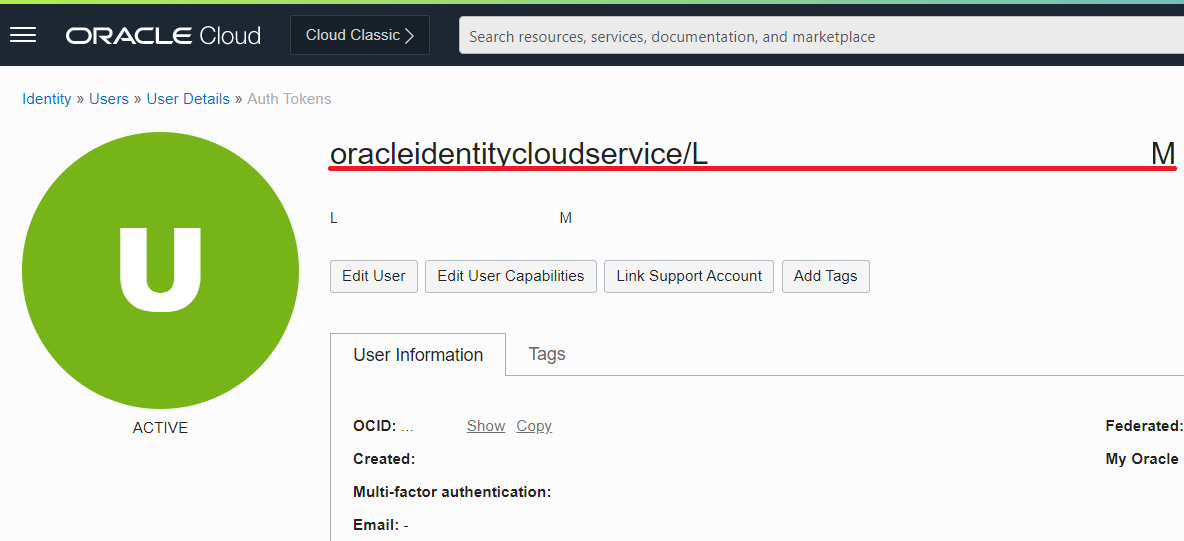 ORACLE Cloud Cloud Classic Search resources, services, documentation, and marketplace
Identity » Users » User Details » Auth Tokens
U
ACTIVE
oracleidentitycloudservice/L M
L M
Edit User Edit User Capabilities Link Support Account Add Tags
User Information Tags
OCID: ... Show Copy Federated:
Created: My Oracle
Multi-factor authentication:
Email: -